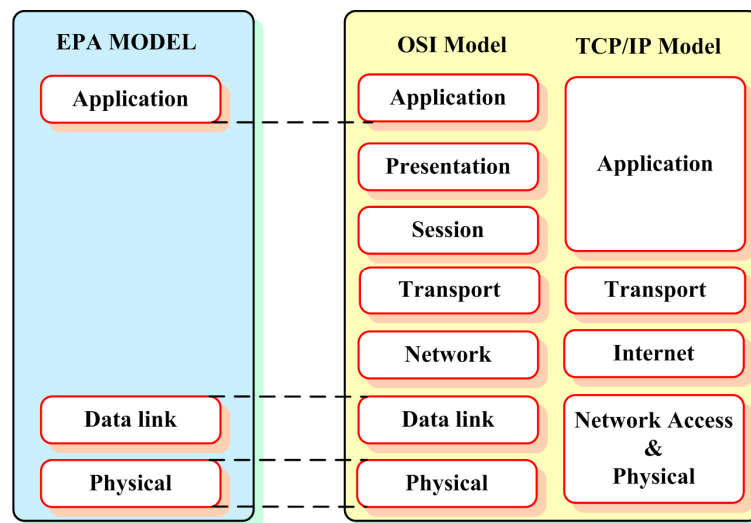 EPA MODEL
Application
Data link
Physical
OSI Model
Application
Presentation
Session
Transport
Network
Data link
Physical
TCP/IP Model
Application
Transport
Internet
Network Access
&
Physical